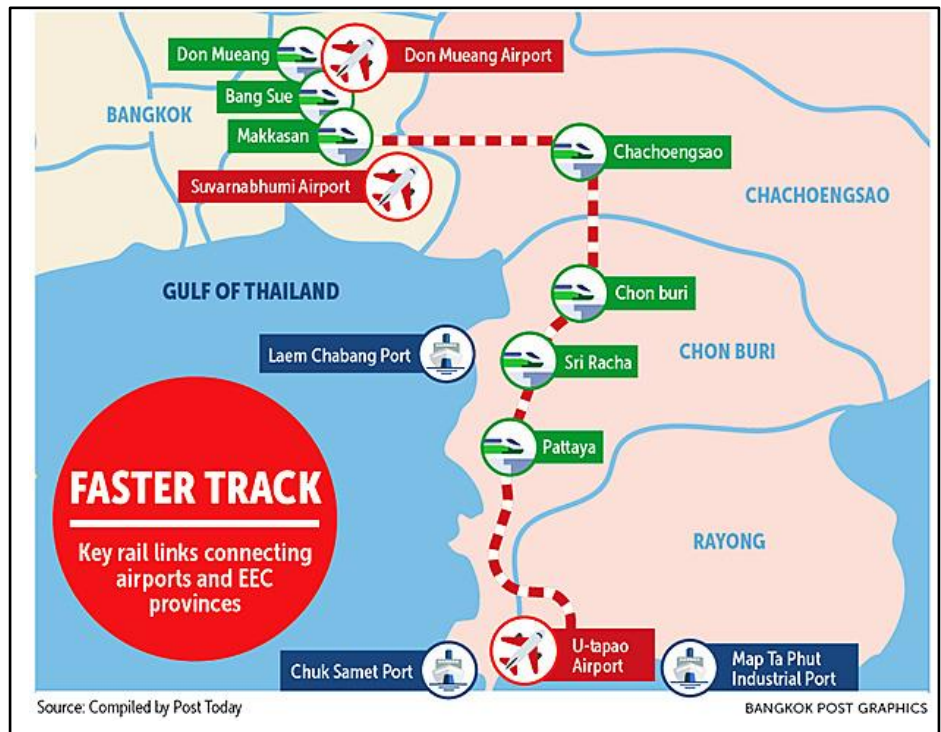 Don Mueang
Don Mueang Airport
Bang Sue
BANGKOK
Makkasan
Chachoengsao
Suvarnabhumi Airport
CHACHOENGSAO
GULF OF THAILAND
Chon buri
Laem Chabang Port
Sri Racha
CHON BURI
Pattaya
FASTER TRACK
Key rail links connecting
airports and EEC
provinces
RAYONG
Chuk Samet Port
U-tapao
Airport
Map Ta Phut
Industrial Port
Source: Compiled by Post Today
BANGKOK POST GRAPHICS